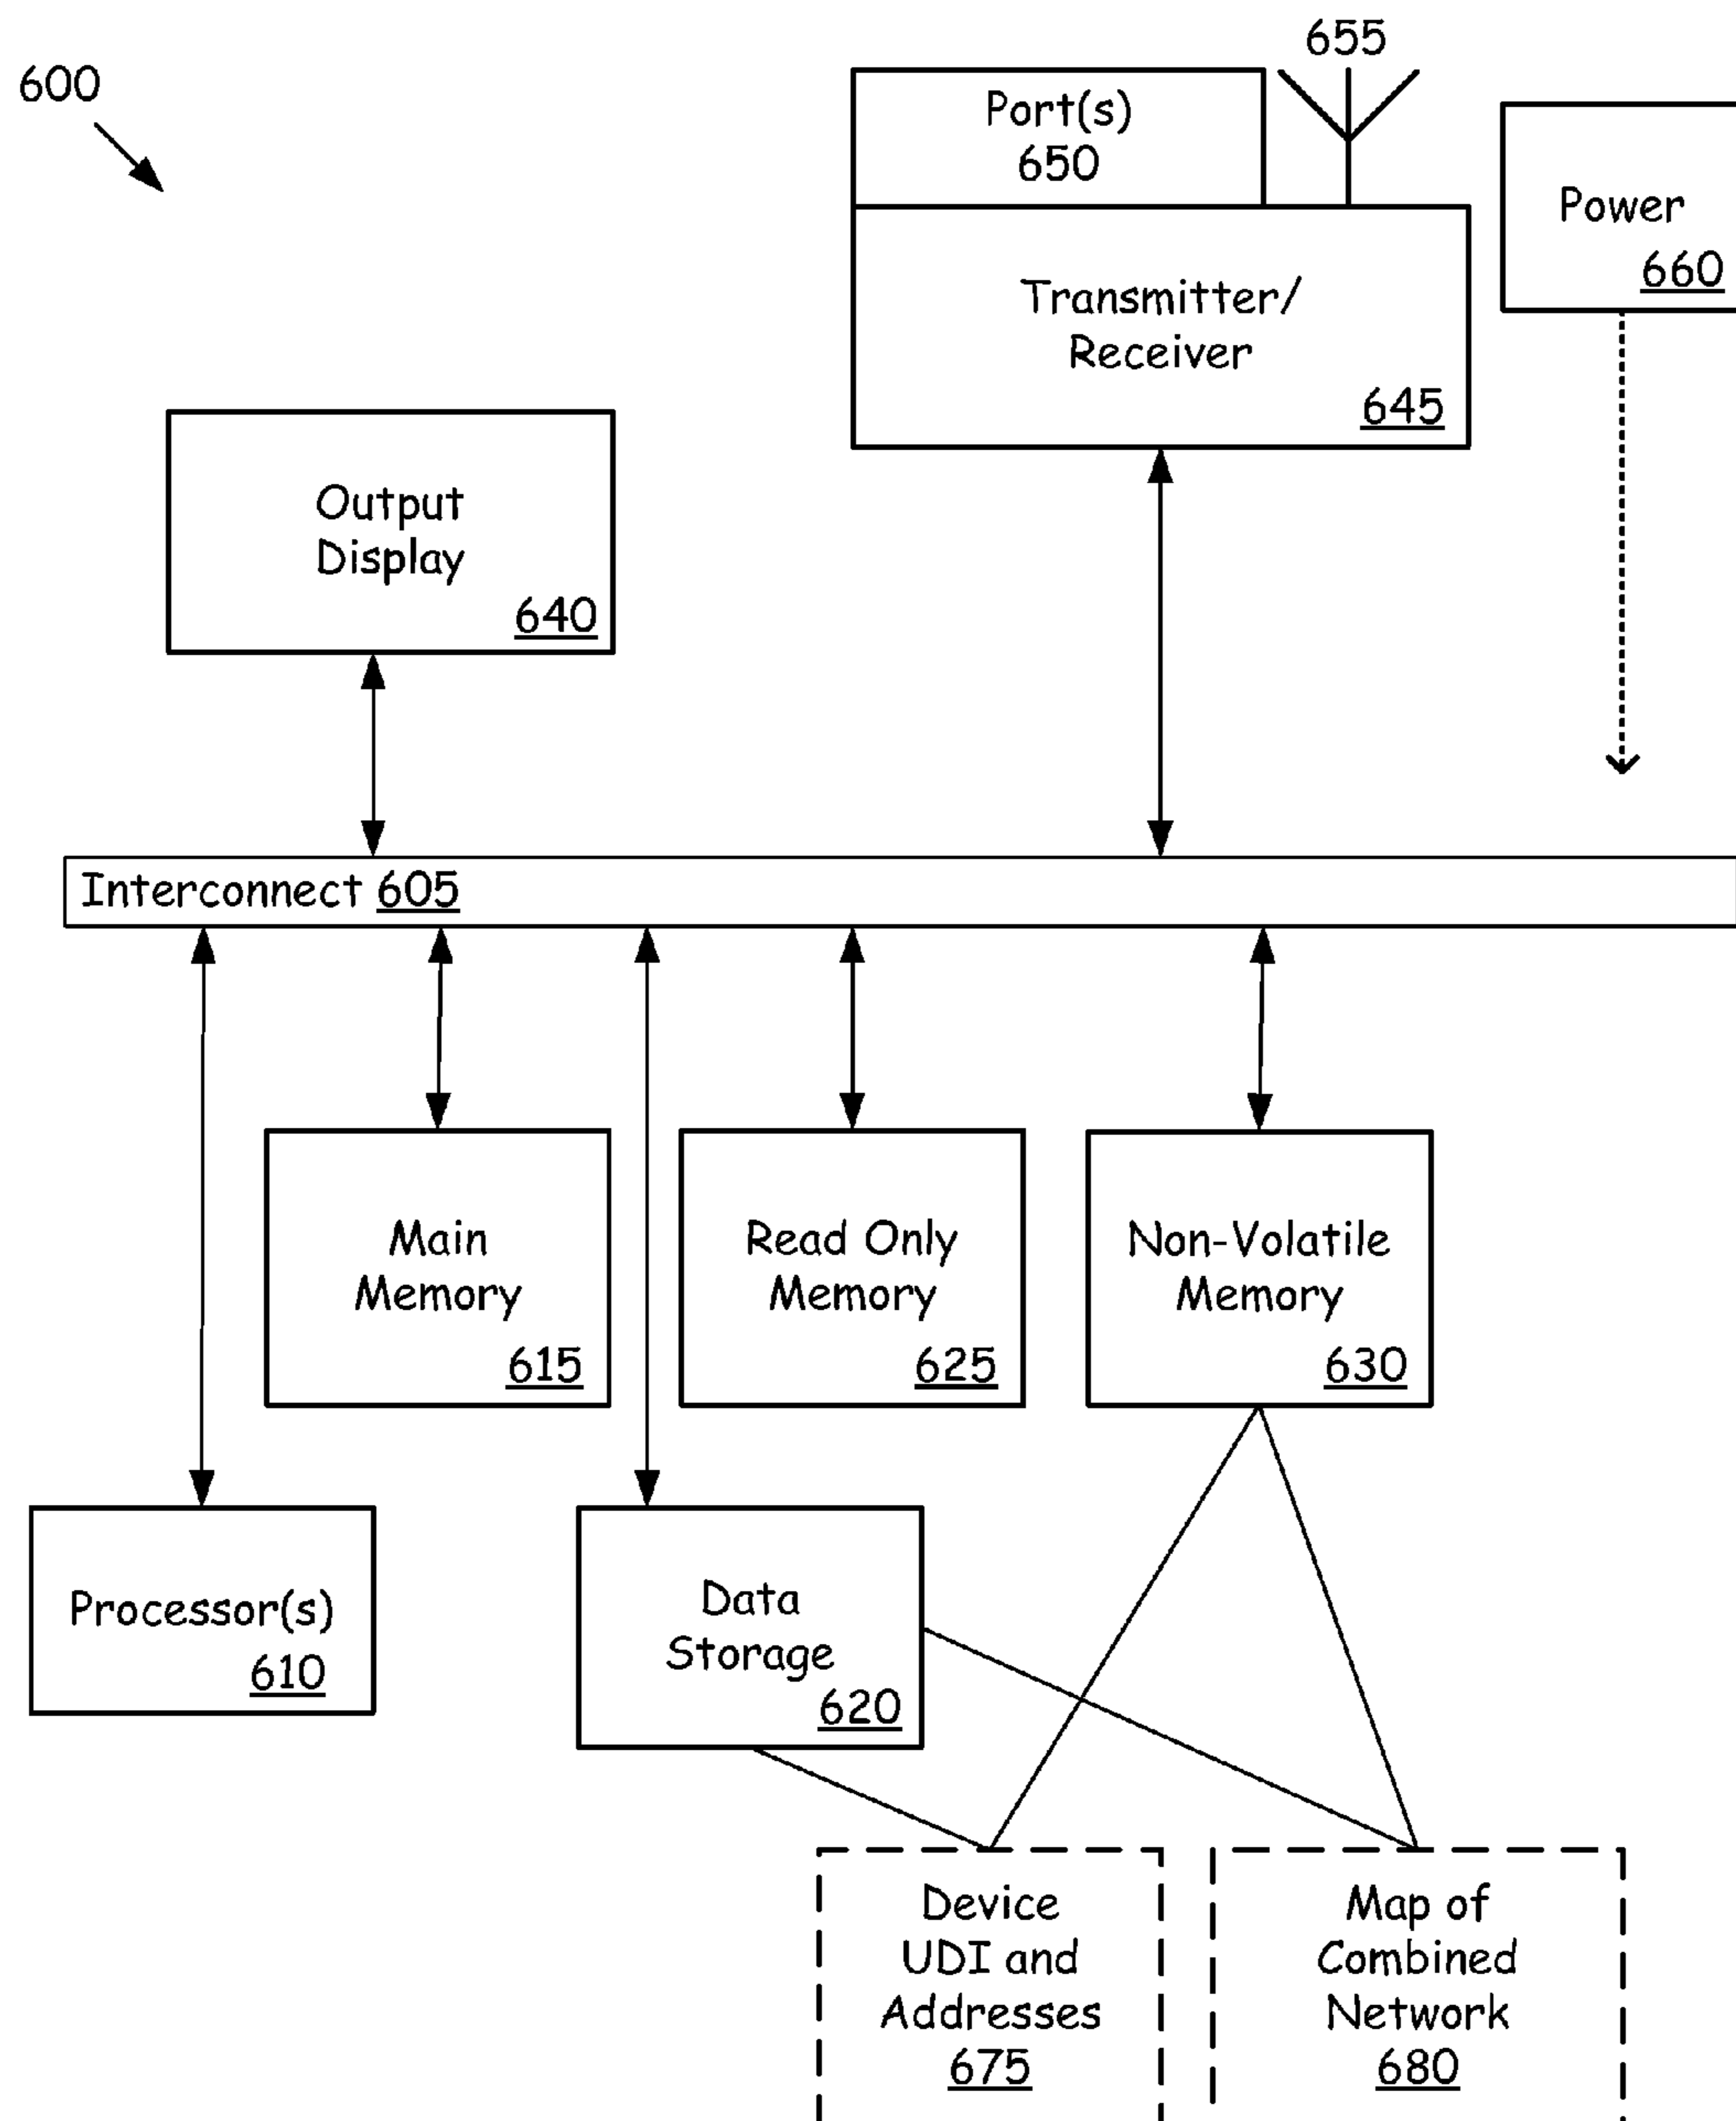 600
655
Port(s)
650
Power
660
Transmitter/
Receiver
645
Output
Display
640
Interconnect 605
Main
Memory
615
Read Only
Memory
625
Non-Volatile
Memory
630
Processor(s)
610
Data
Storage
620
Device
UDI and
Addresses
675
Map of
Combined
Network
680